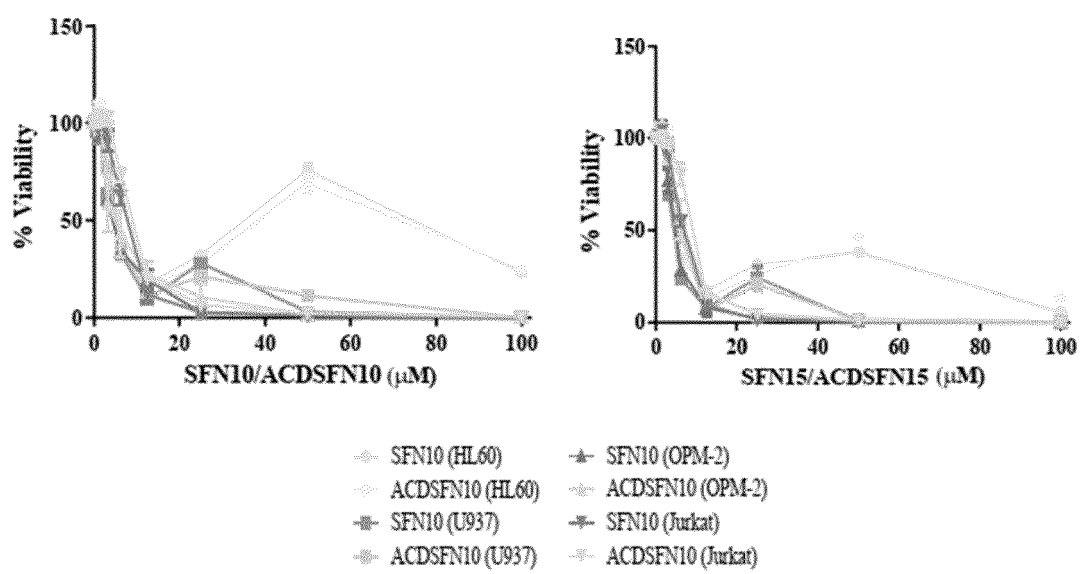 150
100
50
0
% Viability
0 20 40 60 80 100
SFN10/ACDSFN10 (μM)
150
100
50
0
% Viability
0 20 40 60 80 100
SFN15/ACDSFN15 (μM)
SFN10 (HL60)
ACDSFN10 (HL60)
SFN10 (U937)
ACDSFN10 (U937)
SFN10 (OPM-2)
ACDSFN10 (OPM-2)
SFN10 (Jurkat)
ACDSFN10 (Jurkat)